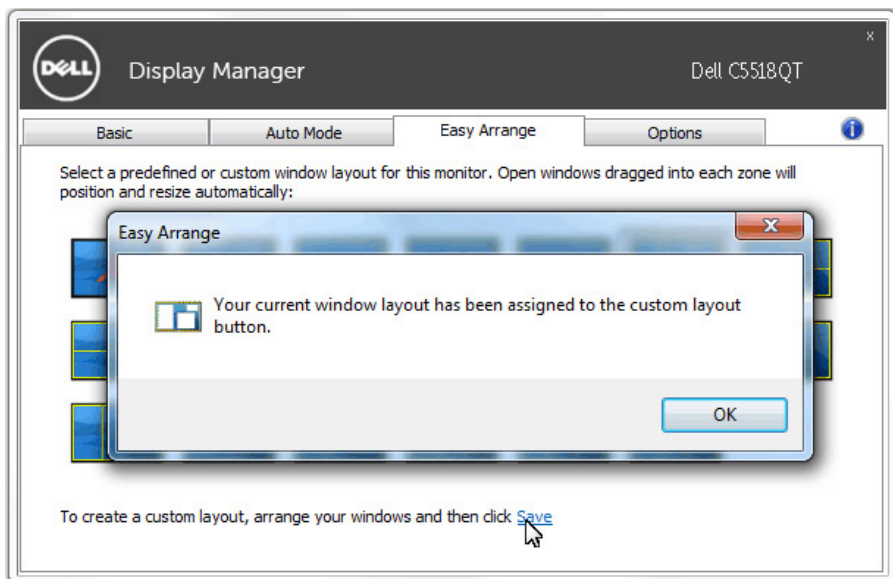 DELL
Display Manager
Dell C5518QT
x
Basic
Auto Mode
Easy Arrange
Options
i
Select a predefined or custom window layout for this monitor. Open windows dragged into each zone will
position and resize automatically:
Easy Arrange
x
Your current window layout has been assigned to the custom layout
button.
OK
To create a custom layout, arrange your windows and then click Save